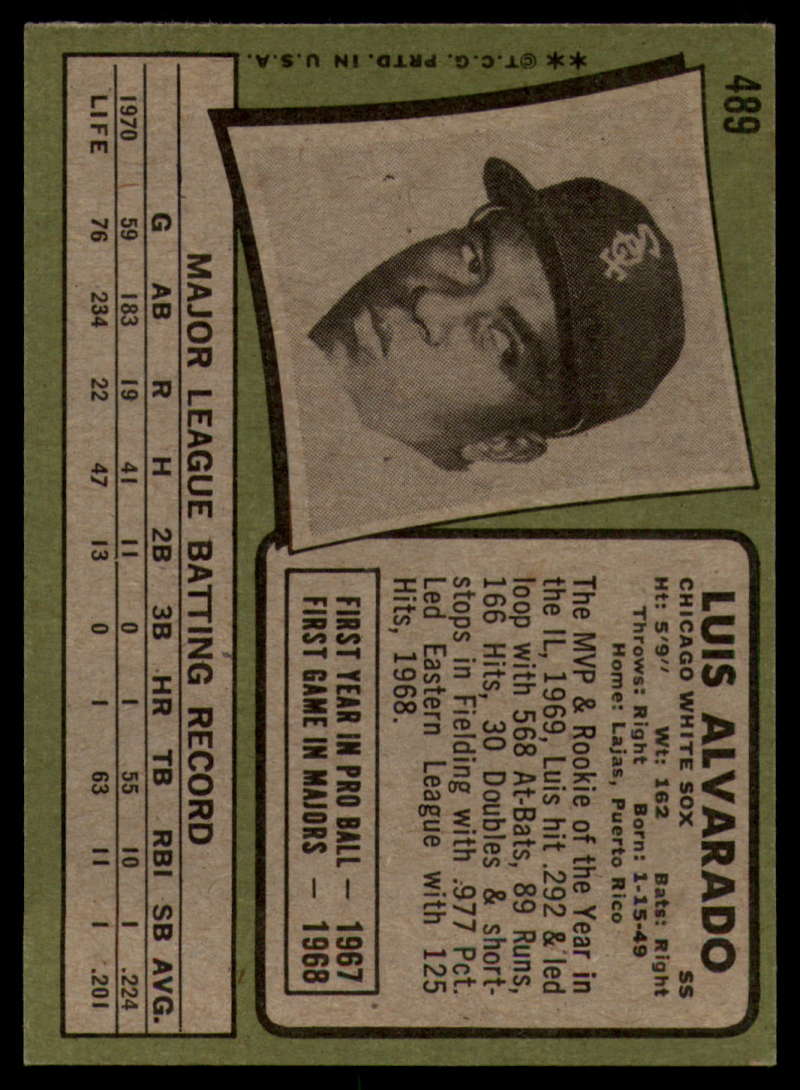 489
**©T.C.G. PRTD. IN U.S.A.
LUIS ALVARADO
CHICAGO WHITE SOX SS
Ht: 5'9" Wt: 162 Bats: Right
Throws: Right Born: 1-15-49
Home: Lajas, Puerto Rico
The MVP & Rookie of the Year in
the IL, 1969, Luis hit .292 & led
loop with 568 At-Bats, 89 Runs,
166 Hits, 30 Doubles & short-
stops in Fielding with .977 Pct.
Led Eastern League with 125
Hits, 1968.
FIRST YEAR IN PRO BALL — 1967
FIRST GAME IN MAJORS — 1968
MAJOR LEAGUE BATTING RECORD
G AB R H 2B 3B HR TB RBI SB AVG.
1970 59 183 19 41 11 0 1 55 10 1 .224
LIFE 76 234 22 47 13 0 1 63 11 1 .201